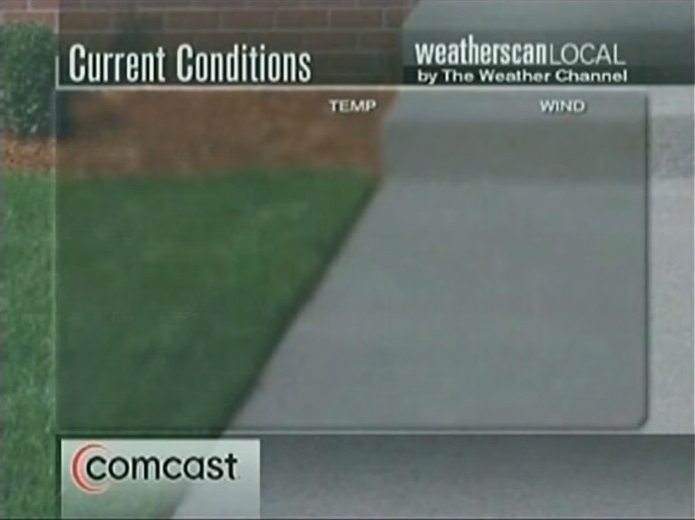 Current Conditions
weatherscanLOCAL
by The Weather Channel
TEMP WIND
comcast.